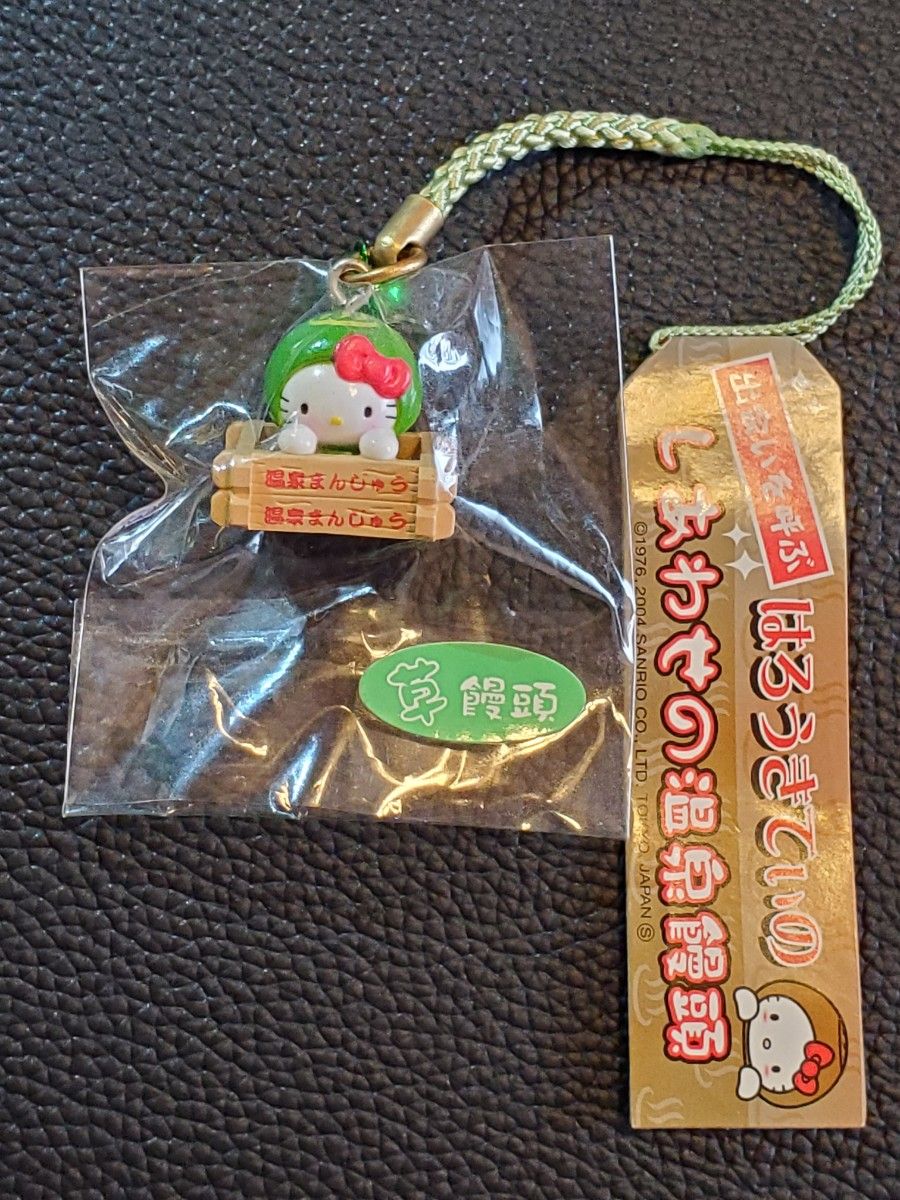 温泉まんじゅう
温泉まんじゅう
草饅頭
出会いを呼ぶ
はろうきてぃの
しあわせの温泉饅頭
©1976, 2004 SANRIO CO., LTD. TOKYO, JAPAN Ⓢ